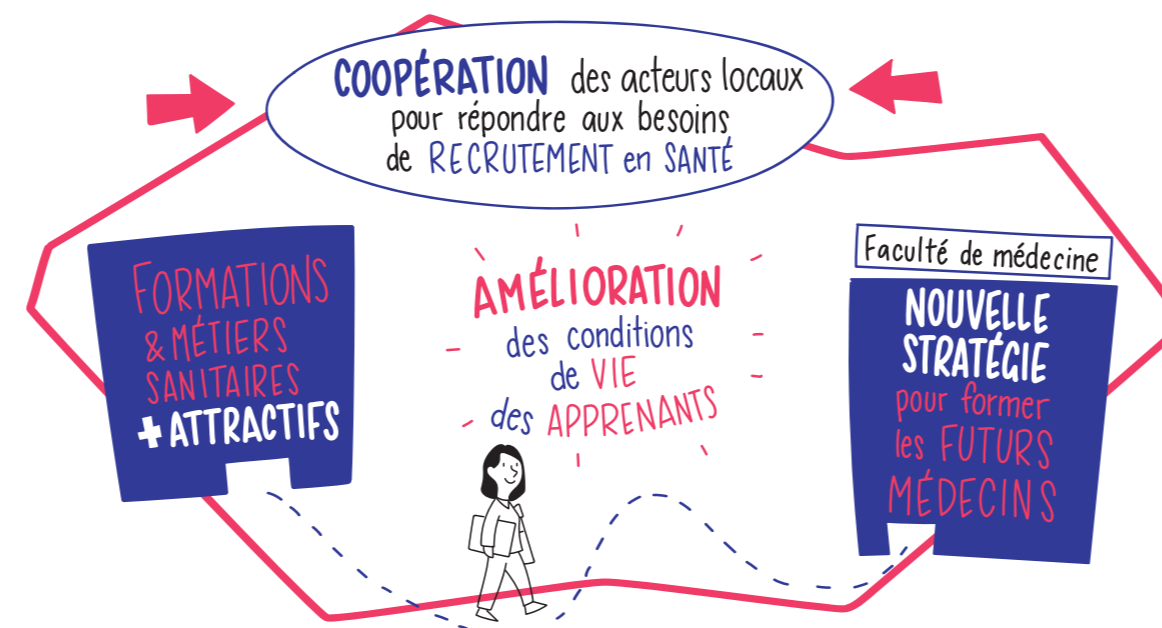 COOPÉRATION des acteurs locaux
pour répondre aux besoins
de RECRUTEMENT en SANTÉ
FORMATIONS
& MÉTIERS
SANITAIRES
+ ATTRACTIFS
AMÉLIORATION
des conditions
de VIE
des APPRENANTS
Faculté de médecine
NOUVELLE
STRATÉGIE
pour former
les FUTURS
MÉDECINS